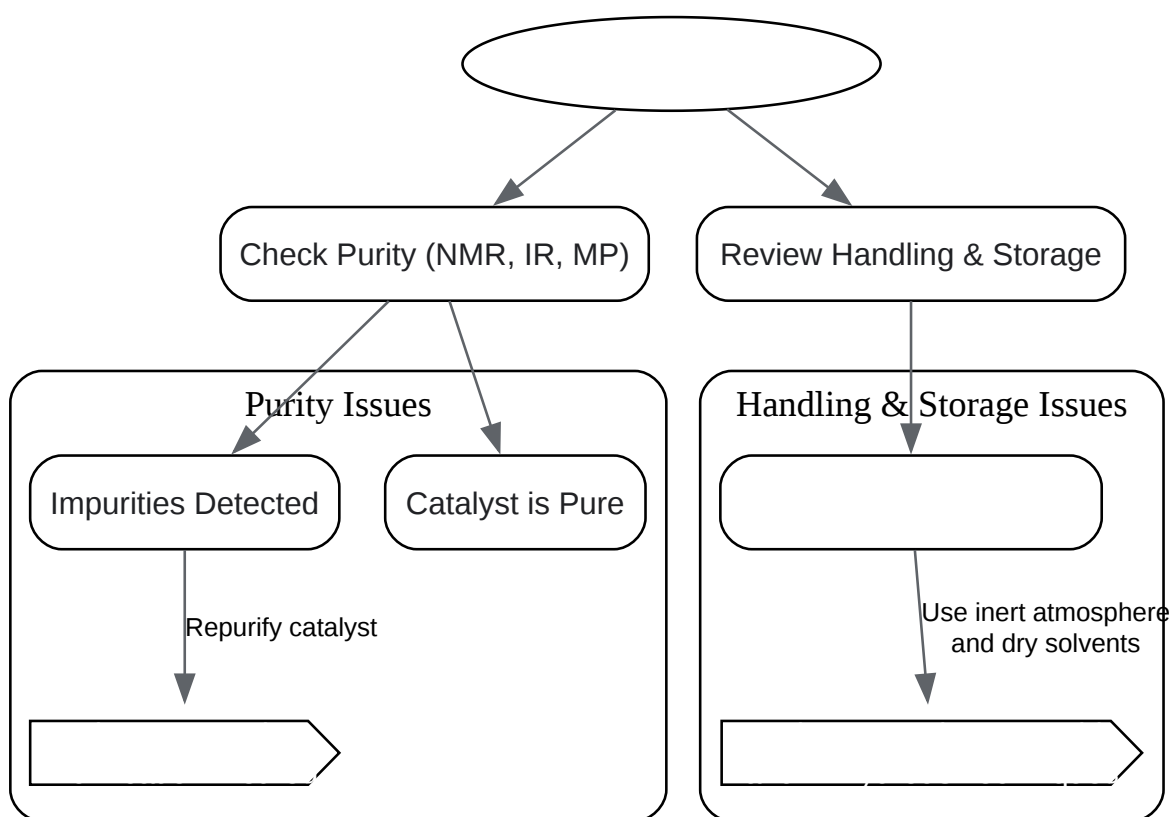 Check Purity (NMR, IR, MP)
Review Handling & Storage
Purity Issues
Handling & Storage Issues
Impurities Detected
Catalyst is Pure
Repurify catalyst
Use inert atmosphere
and dry solvents